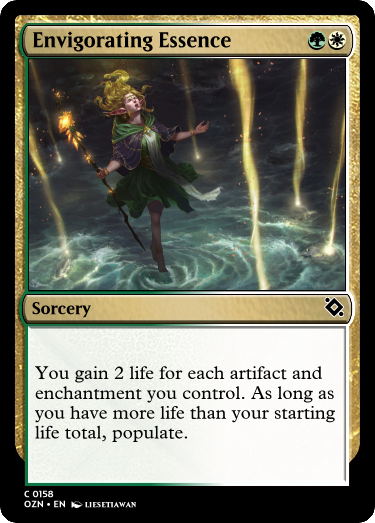 Envigorating Essence
Sorcery
You gain 2 life for each artifact and
enchantment you control. As long as
you have more life than your starting
life total, populate.
C 0158
OZN • EN LIESETIAWAN